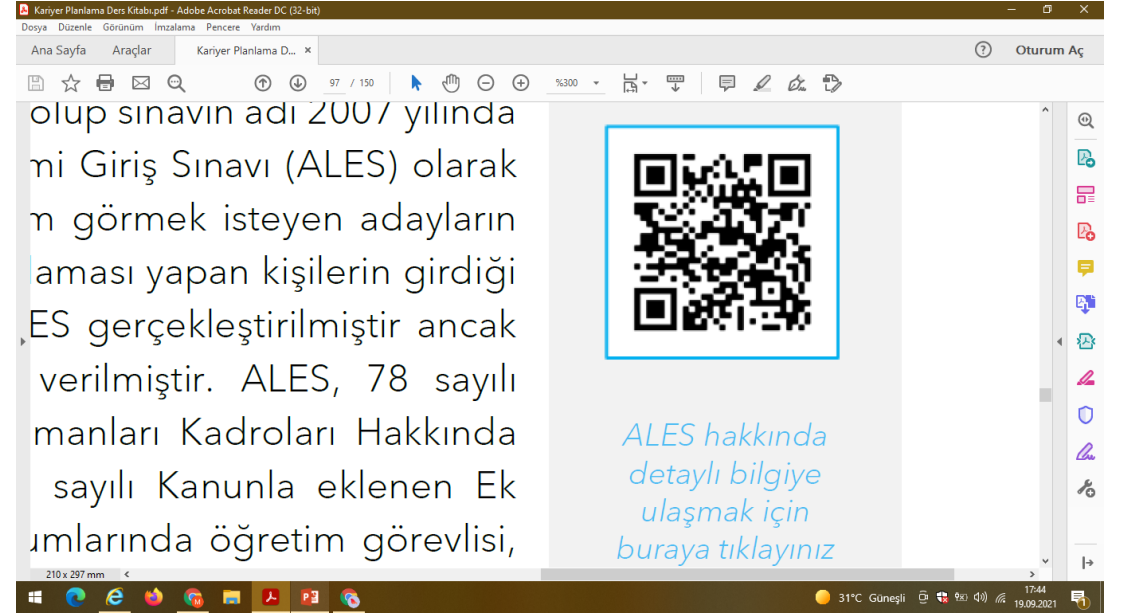 Kariyer Planlama Ders Kitabı.pdf - Adobe Acrobat Reader DC (32-bit)
Dosya Düzenle Görünüm İmzalama Pencere Yardım
Ana Sayfa Araçlar Kariyer Planlama D... × Oturum Aç
97 / 150 %300
olup sınavın adı 2007 yılında
mi Giriş Sınavı (ALES) olarak
m görmek isteyen adayların
laması yapan kişilerin girdiği
ES gerçekleştirilmiştir ancak
verilmiştir. ALES, 78 sayılı
manları Kadroları Hakkında
sayılı Kanunla eklenen Ek
umlarında öğretim görevlisi,
ALES hakkında
detaylı bilgiye
ulaşmak için
buraya tıklayınız
210 x 297 mm
31°C Güneşli
17:44
19.09.2021